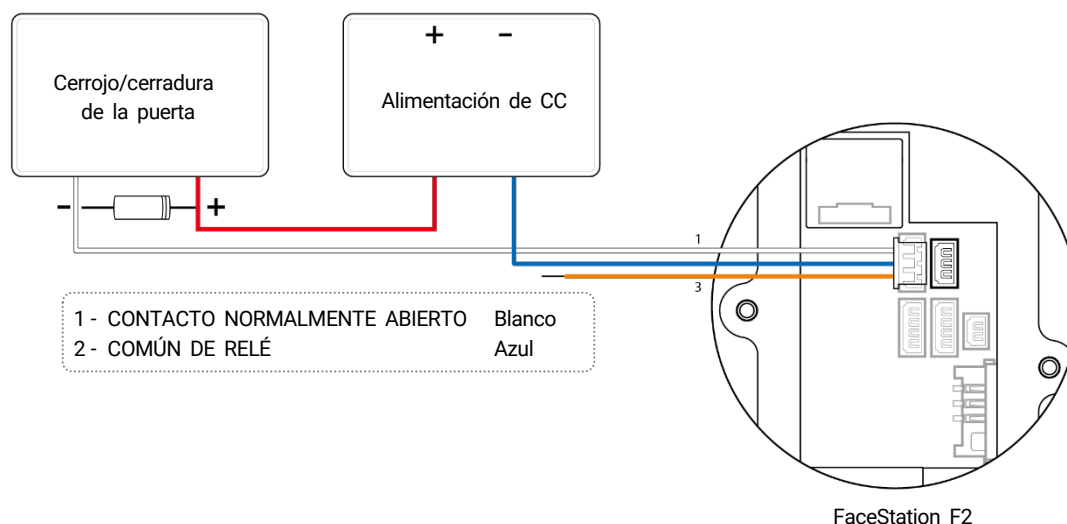 Cerrojo/cerradura
de la puerta
+ -
Alimentación de CC
- +
1
3
1 - CONTACTO NORMALMENTE ABIERTO Blanco
2 - COMÚN DE RELÉ Azul
FaceStation F2